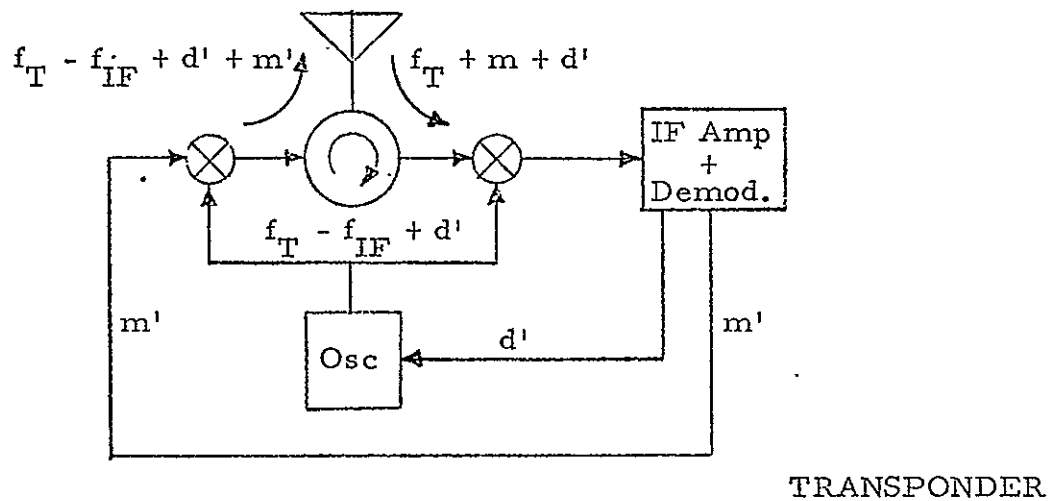 f_T - f_IF + d' + m'
f_T + m + d'
IF Amp
+
Demod.
f_T - f_IF + d'
m'
Osc
d'
m'
TRANSPONDER